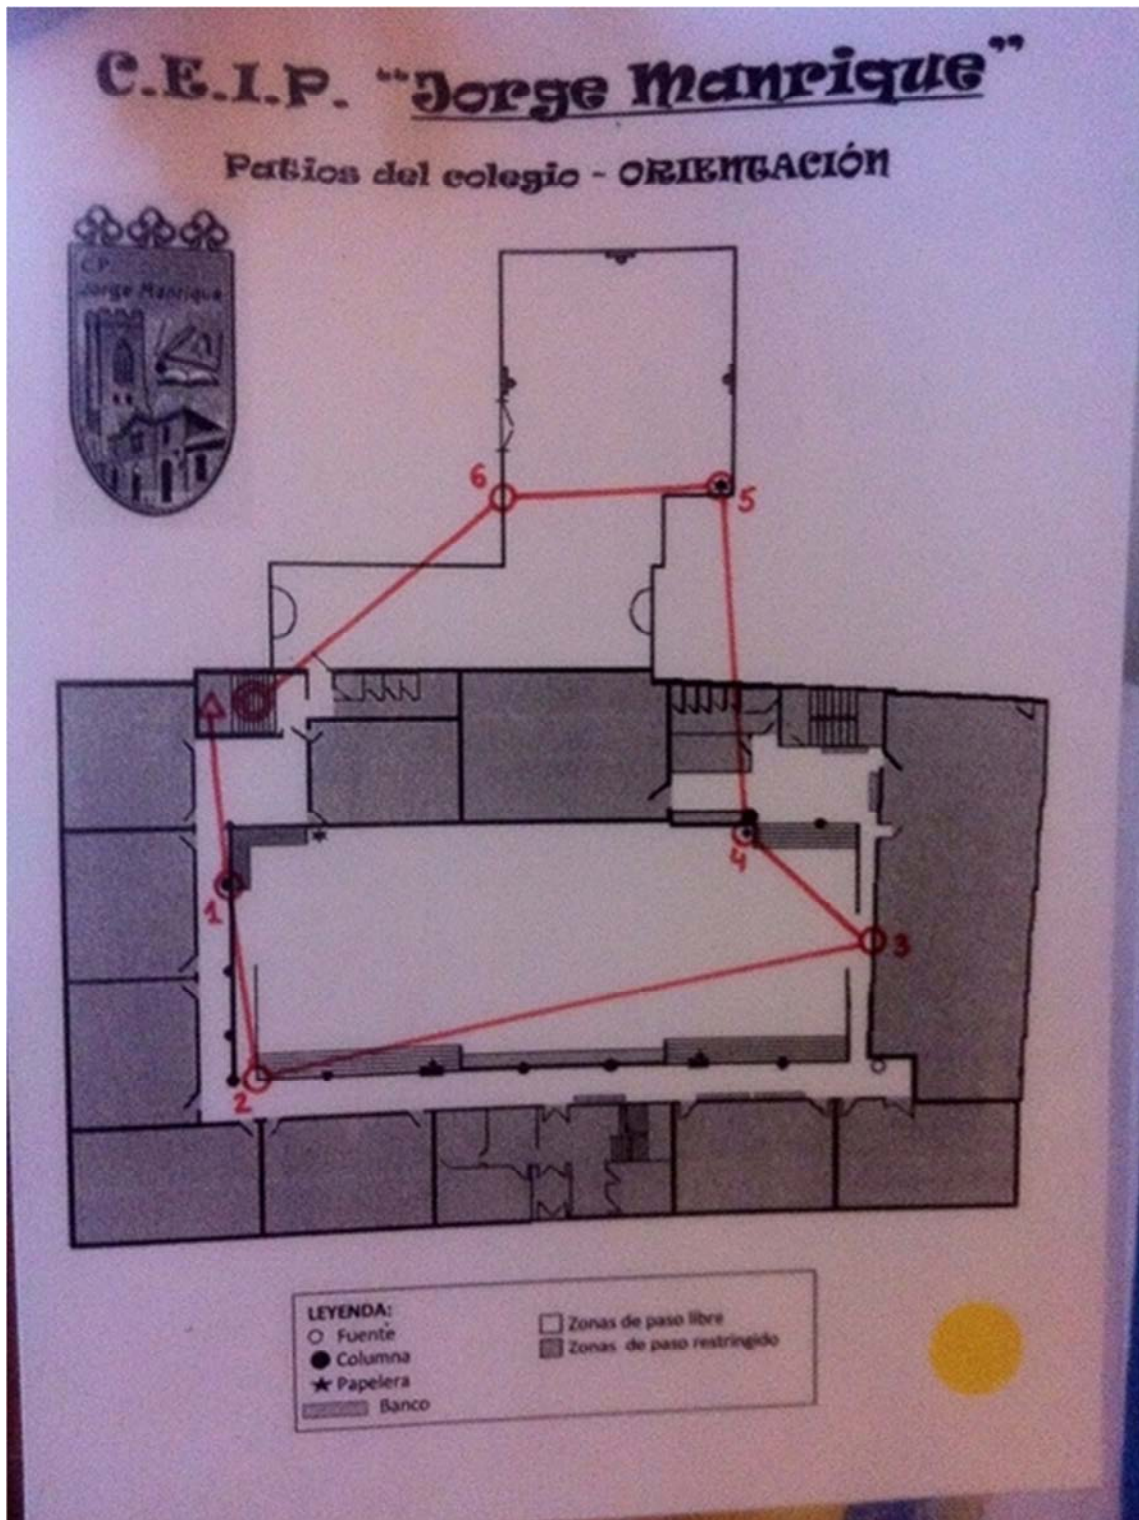 C.E.I.P. "Jorge Manrique"
Patios del colegio - ORIENTACIÓN
C.P.
Jorge Manrique
6
5
4
1
3
2
LEYENDA:
Fuente
Columna
Papelera
Banco
Zonas de paso libre
Zonas de paso restringido